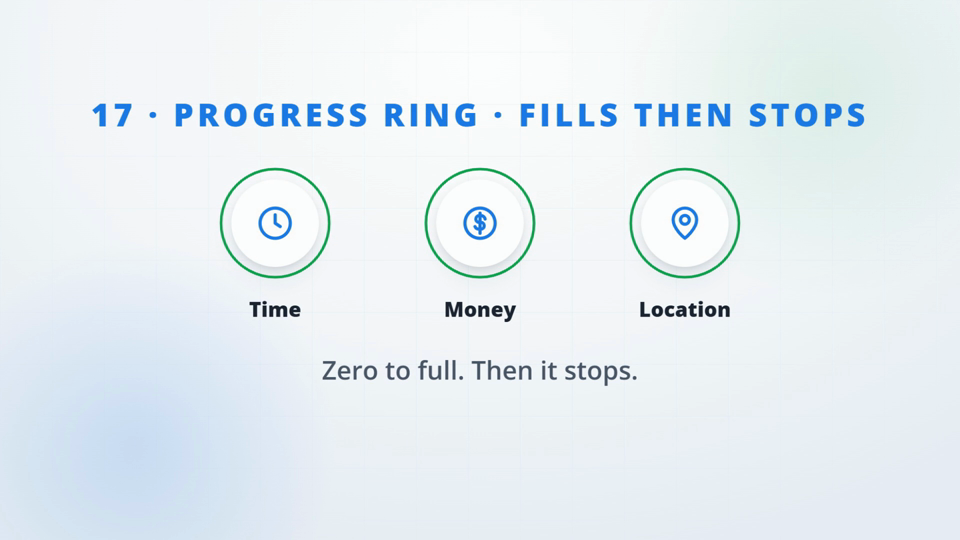 17 · PROGRESS RING · FILLS THEN STOPS
Time
Money
Location
Zero to full. Then it stops.